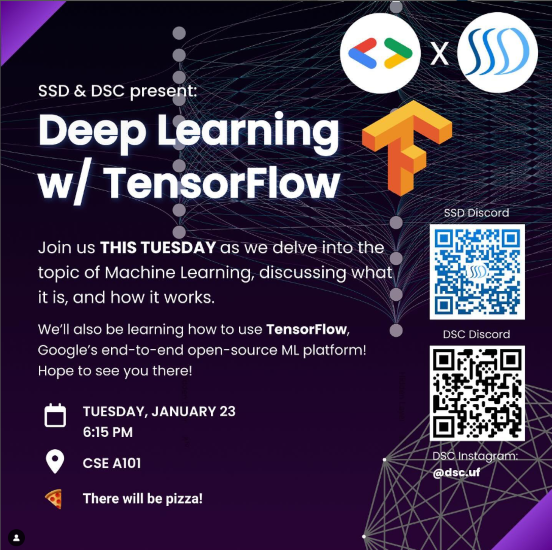 X
SSD
SSD & DSC present:
Deep Learning
w/ TensorFlow
SSD Discord
Join us THIS TUESDAY as we delve into the
topic of Machine Learning, discussing what
it is, and how it works.
We'll also be learning how to use TensorFlow,
Google's end-to-end open-source ML platform!
Hope to see you there!
DSC Discord
TUESDAY, JANUARY 23
6:15 PM
CSE A101
There will be pizza!
DSC Instagram:
@dsc.uf